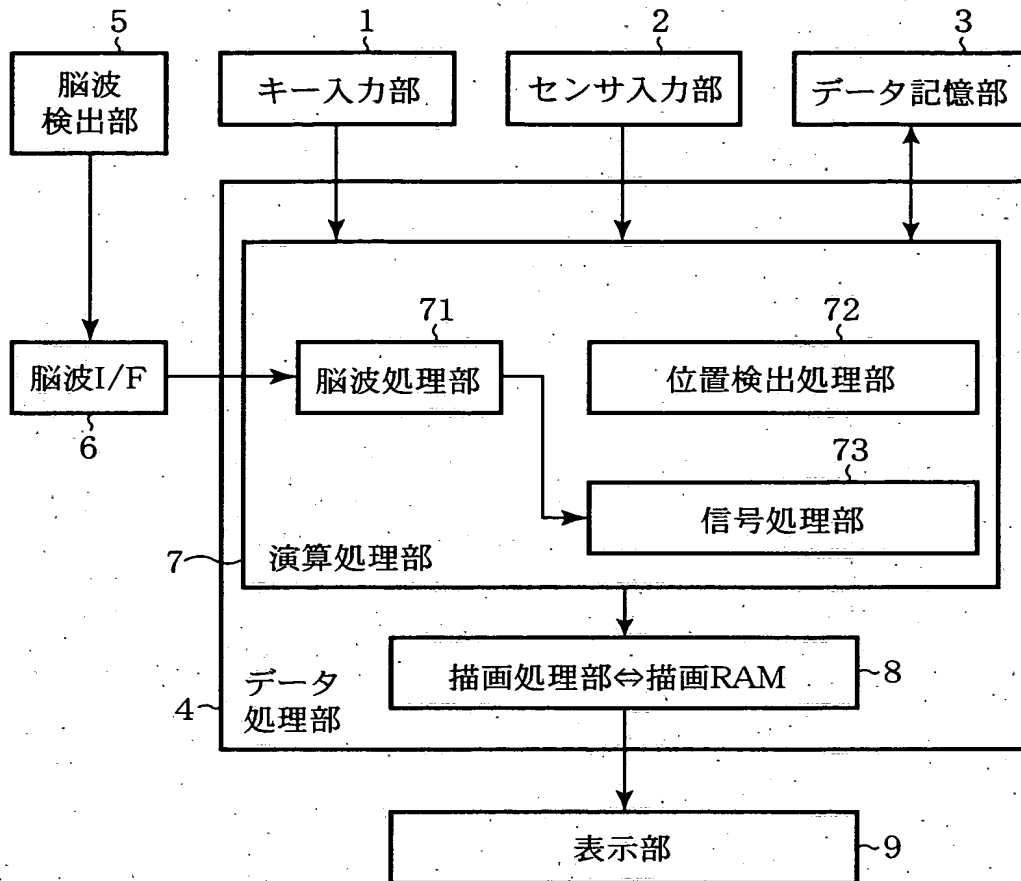 5
1
2
3
脳波
検出部
キー入力部
センサ入力部
データ記憶部
71
72
脳波I/F
脳波処理部
位置検出処理部
6
73
信号処理部
7
演算処理部
描画処理部⇔描画RAM
8
データ
処理部
4
表示部
9